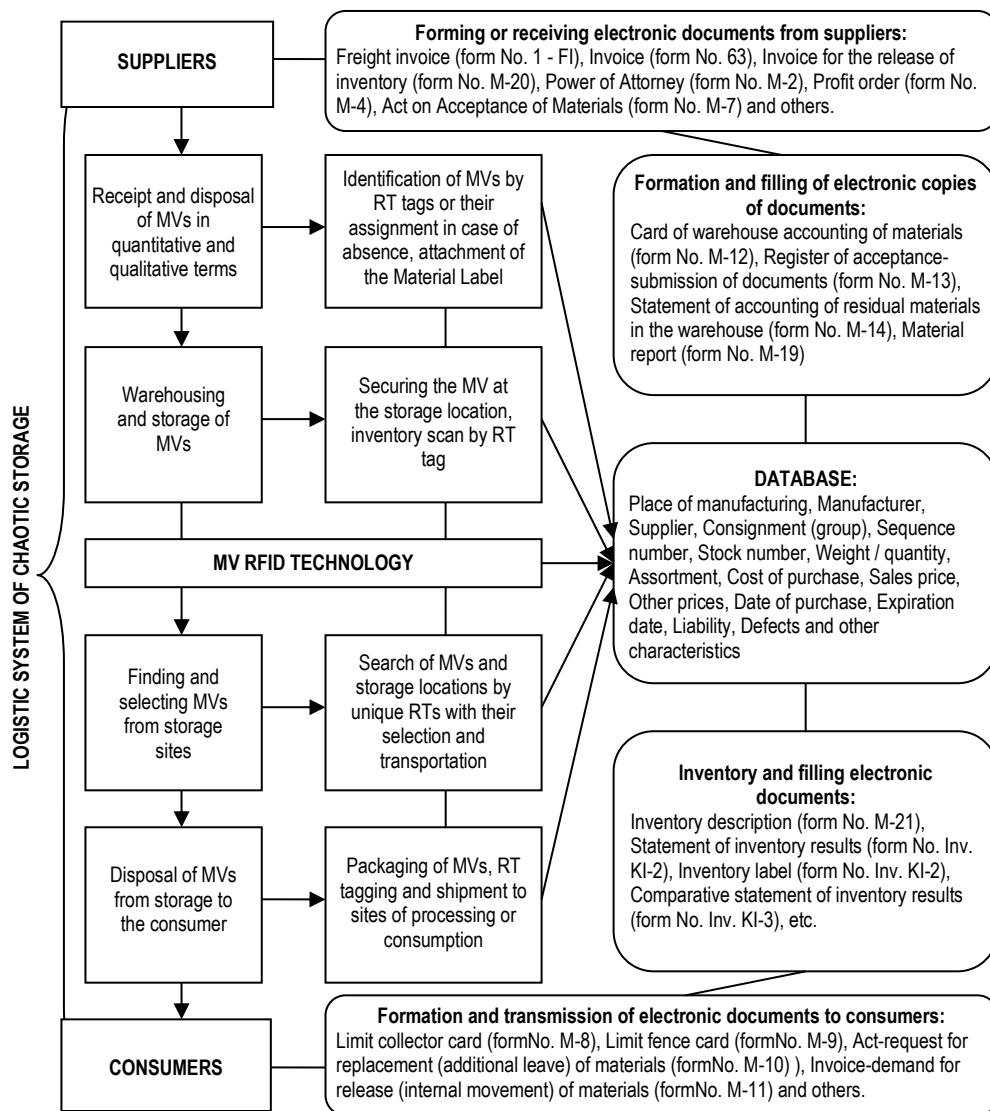 LOGISTIC SYSTEM OF CHAOTIC STORAGE
SUPPLIERS
Forming or receiving electronic documents from suppliers:
Freight invoice (form No. 1 - FI), Invoice (form No. 63), Invoice for the release of
inventory (form No. M-20), Power of Attorney (form No. M-2), Profit order (form No.
M-4), Act on Acceptance of Materials (form No. M-7) and others.
Receipt and disposal
of MVs in
quantitative and
qualitative terms
Identification of MVs by
RT tags or their
assignment in case of
absence, attachment of
the Material Label
Formation and filling of electronic copies
of documents:
Card of warehouse accounting of materials
(form No. M-12), Register of acceptance-
submission of documents (form No. M-13),
Statement of accounting of residual materials
in the warehouse (form No. M-14), Material
report (form No. M-19)
Warehousing
and storage of
MVs
Securing the MV at
the storage location,
inventory scan by RT
tag
DATABASE:
Place of manufacturing, Manufacturer,
Supplier, Consignment (group), Sequence
number, Stock number, Weight / quantity,
Assortment, Cost of purchase, Sales price,
Other prices, Date of purchase, Expiration
date, Liability, Defects and other
characteristics
MV RFID TECHNOLOGY
Finding and
selecting MVs
from storage
sites
Search of MVs and
storage locations by
unique RTs with their
selection and
transportation
Inventory and filling electronic
documents:
Inventory description (form No. M-21),
Statement of inventory results (form No. Inv.
KI-2), Inventory label (form No. Inv. KI-2),
Comparative statement of inventory results
(form No. Inv. KI-3), etc.
Disposal of MVs
from storage to
the consumer
Packaging of MVs, RT
tagging and shipment to
sites of processing or
consumption
CONSUMERS
Formation and transmission of electronic documents to consumers:
Limit collector card (formNo. M-8), Limit fence card (formNo. M-9), Act-request for
replacement (additional leave) of materials (formNo. M-10) ), Invoice-demand for
release (internal movement) of materials (formNo. M-11) and others.